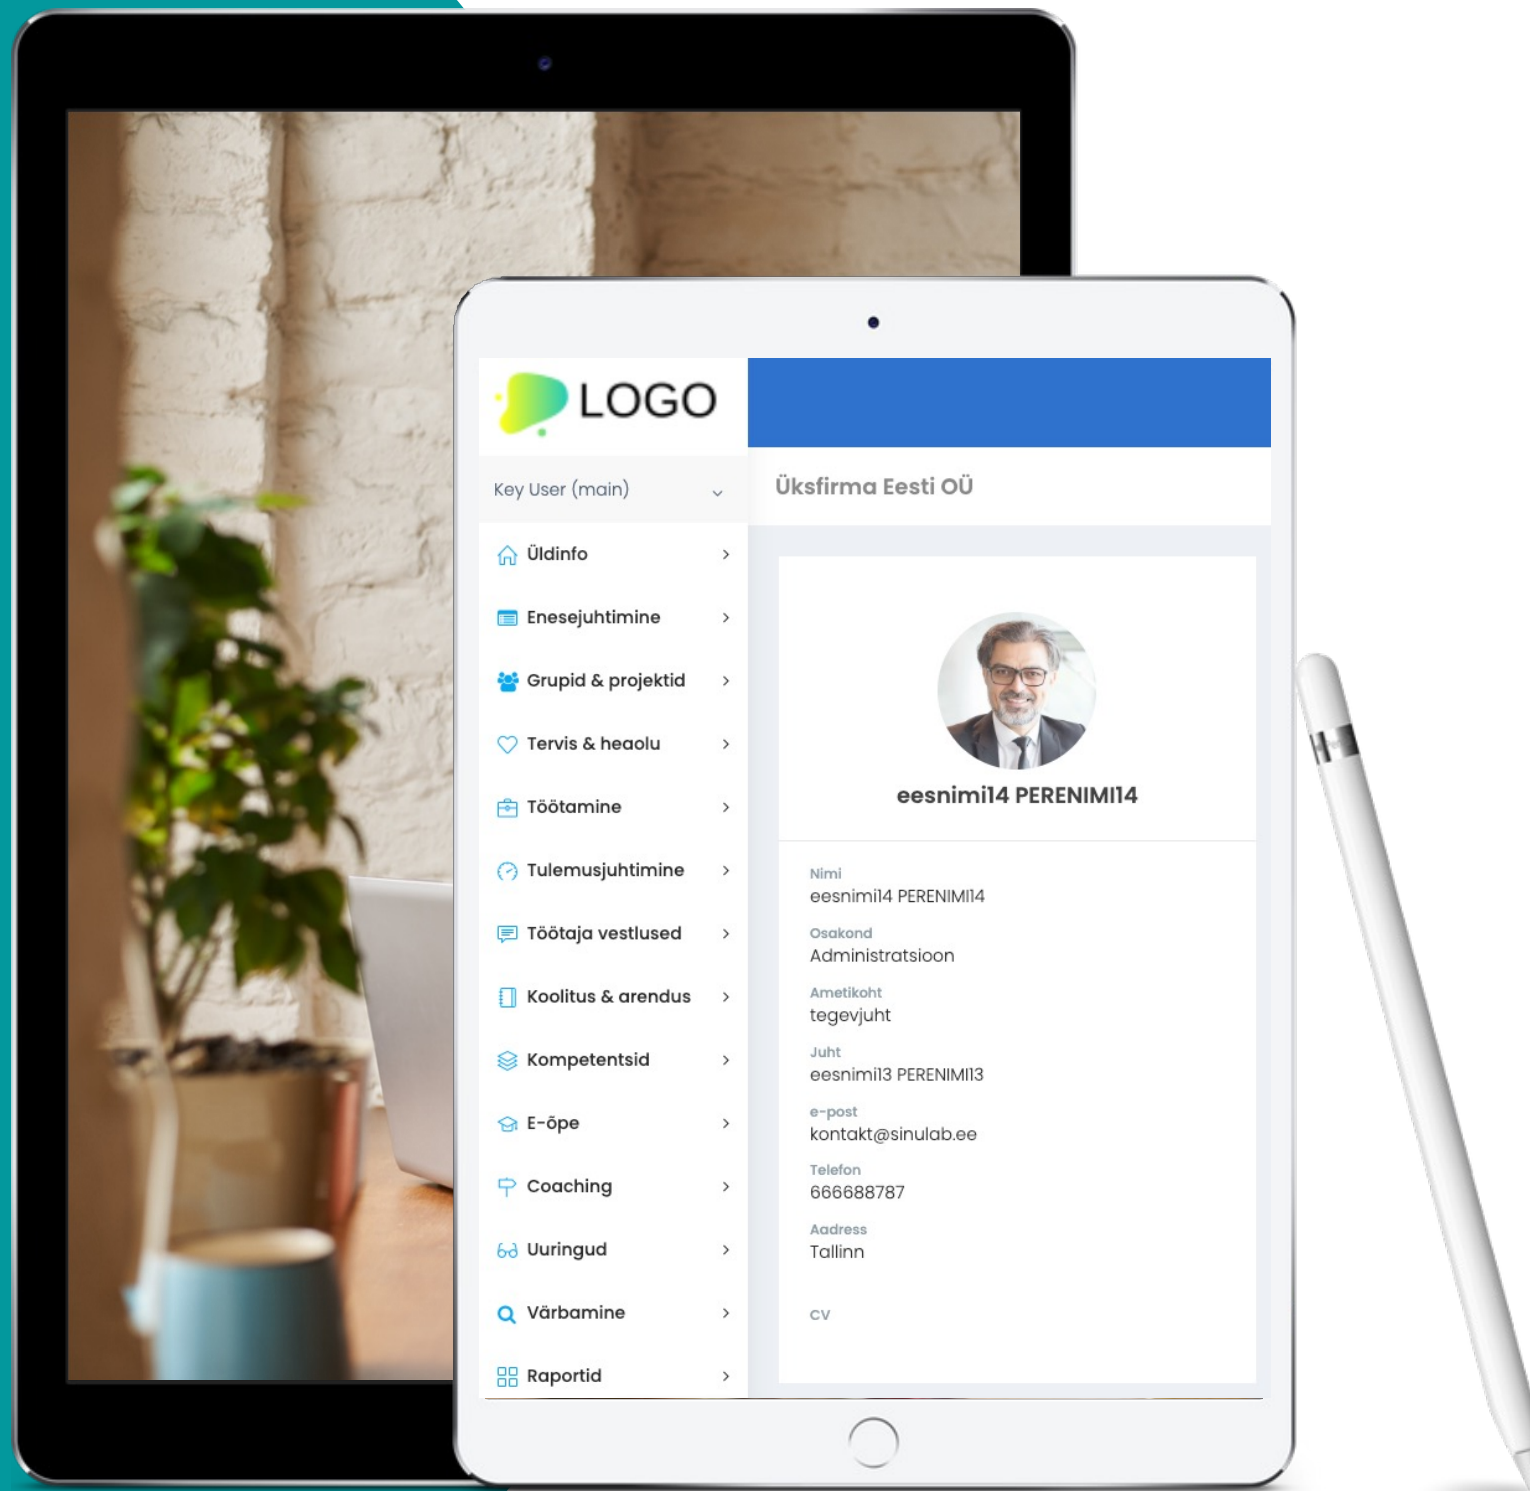 LOGO
Key User (main)
Üldinfo
Enesejuhtimine
Grupid & projektid
Tervis & heaolu
Töötamine
Tulemusjuhtimine
Töötaja vestlused
Koolitus & arendus
Kompetentsid
E-õpe
Coaching
Uuringud
Värbamine
Raportid
Üksfirma Eesti OÜ
eesnimi14 PERENIMI14
Nimi
eesnimi14 PERENIMI14
Osakond
Administratsioon
Ametikoht
tegevjuht
Juht
eesnimi13 PERENIMI13
e-post
kontakt@sinulab.ee
Telefon
666688787
Aadress
Tallinn
CV